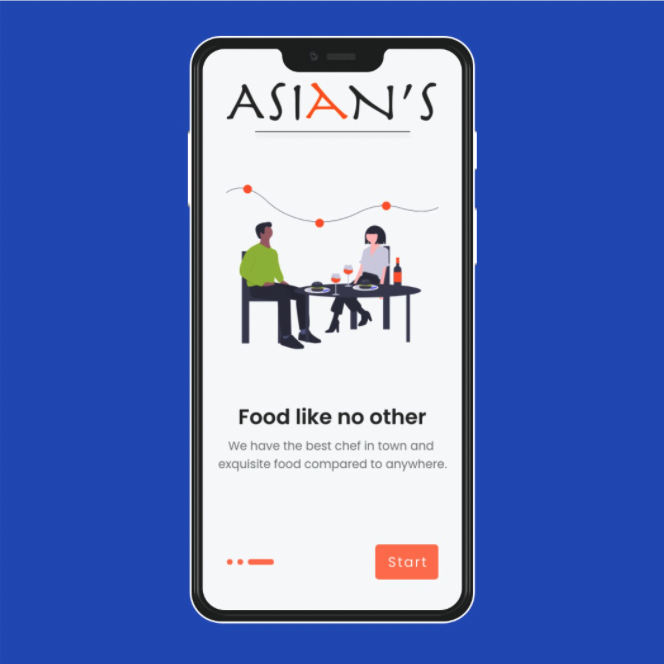 ASIAN'S
Food like no other
We have the best chef in town and
exquisite food compared to anywhere.
Start